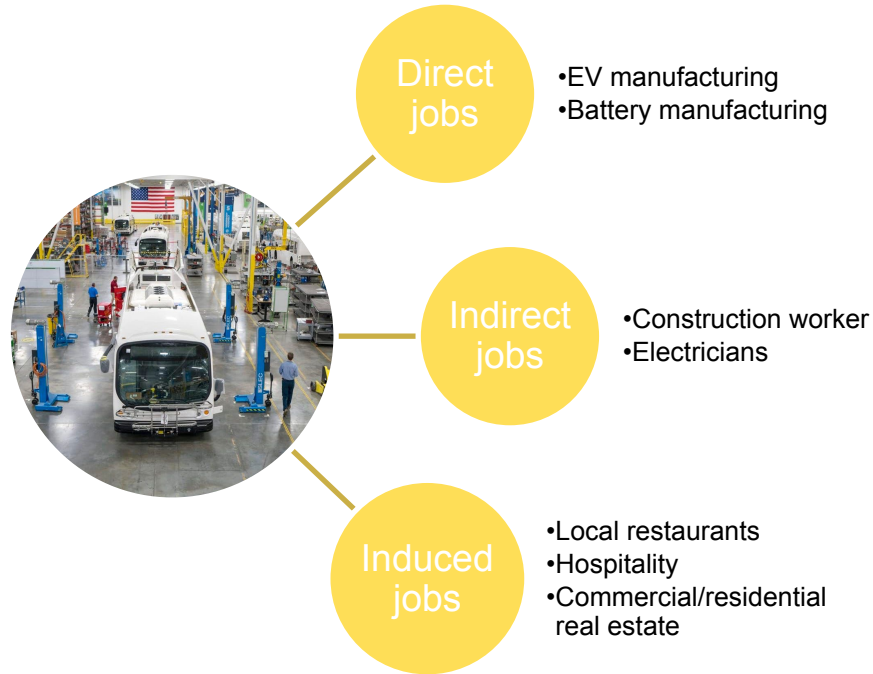 Direct
jobs
•EV manufacturing
•Battery manufacturing
Indirect
jobs
•Construction worker
•Electricians
Induced
jobs
•Local restaurants
•Hospitality
•Commercial/residential
real estate